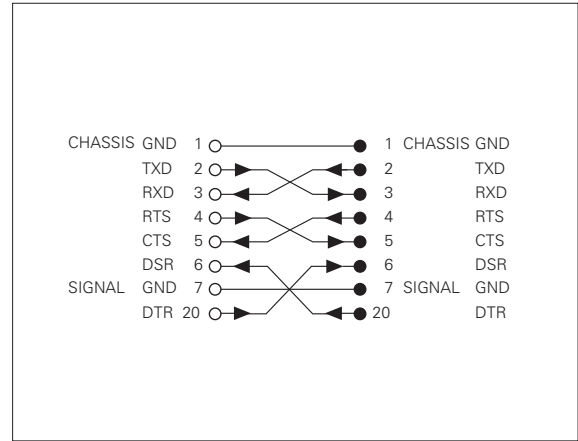 CHASSIS GND 1 1 CHASSIS GND
TXD 2 2 TXD
RXD 3 3 RXD
RTS 4 4 RTS
CTS 5 5 CTS
DSR 6 6 DSR
SIGNAL GND 7 7 SIGNAL GND
DTR 20 20 DTR